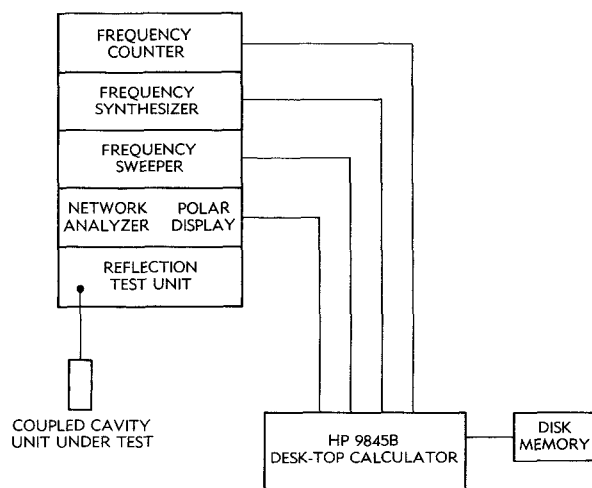 FREQUENCY
COUNTER
FREQUENCY
SYNTHESIZER
FREQUENCY
SWEEPER
NETWORK
ANALYZER
POLAR
DISPLAY
REFLECTION
TEST UNIT
COUPLED CAVITY
UNIT UNDER TEST
HP 9845B
DESK-TOP CALCULATOR
DISK
MEMORY